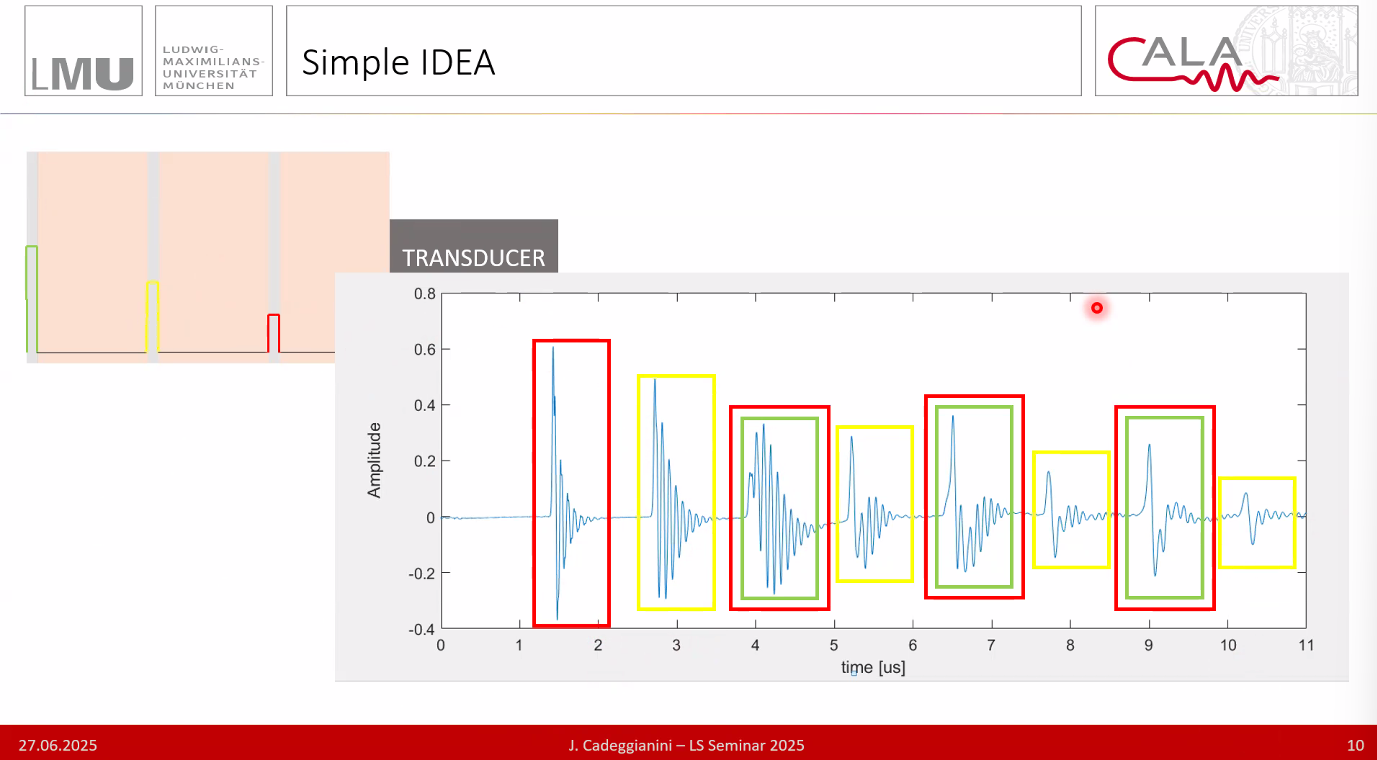 LMU
LUDWIG-
MAXIMILIANS-
UNIVERSITÄT
MÜNCHEN
Simple IDEA
CALA
TRANSDUCER
0.8
0.6
0.4
0.2
0
-0.2
-0.4
Amplitude
0 1 2 3 4 5 6 7 8 9 10 11
time [us]
27.06.2025
J. Cadeggianini – LS Seminar 2025
10